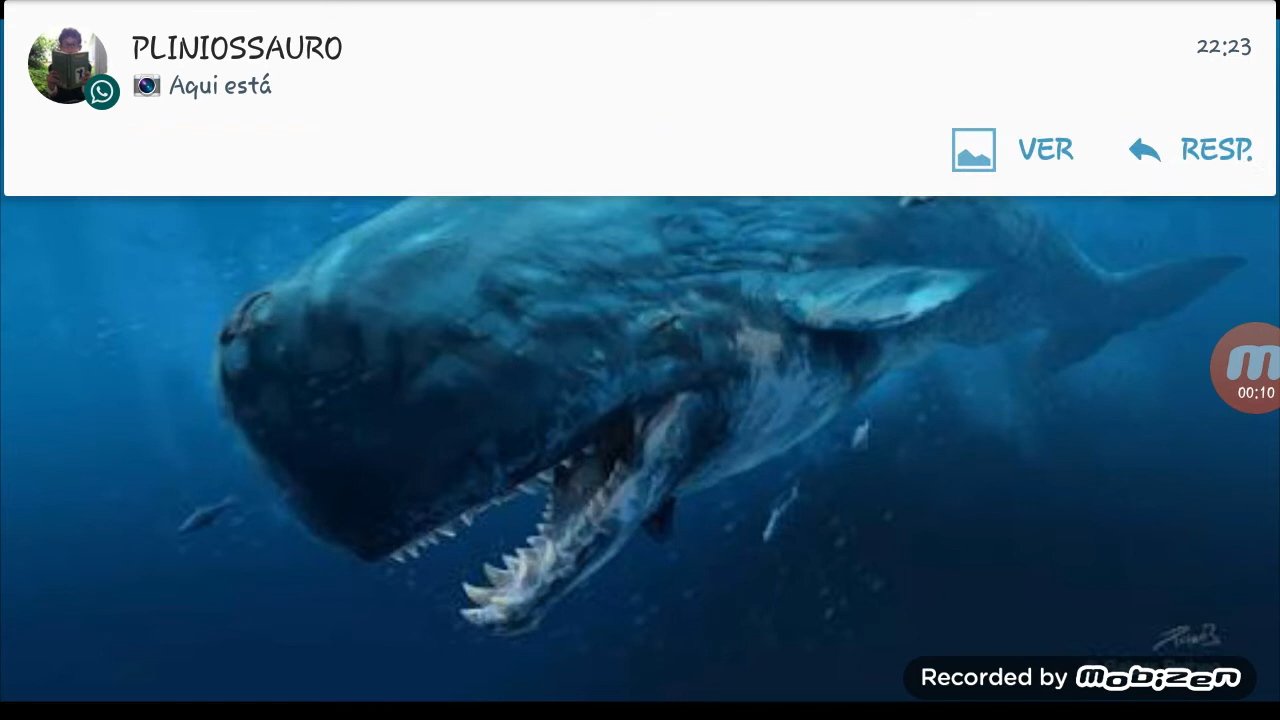 PLINIOSSAURO
22:23
Aqui está
VER
RESP.
00:10
Recorded by mobizen